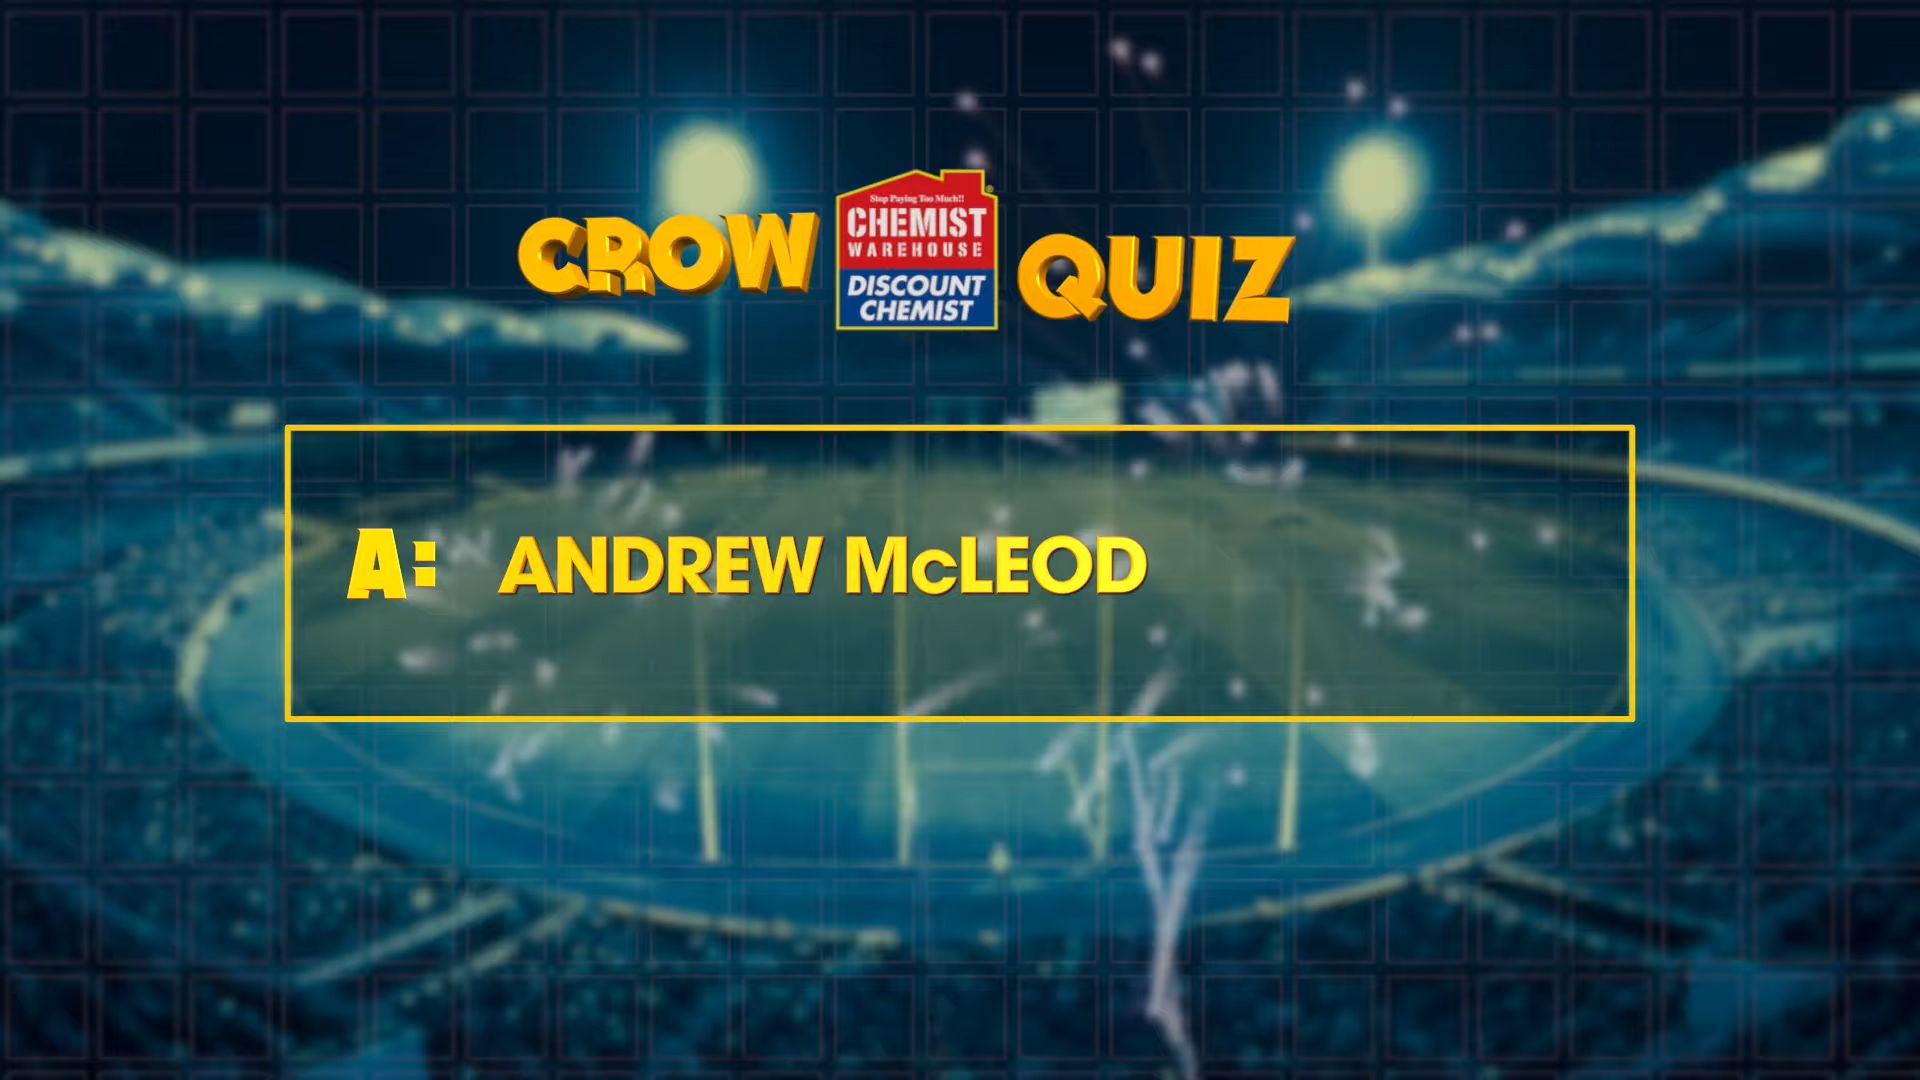 Stop Paying Too Much!!
CROW CHEMIST QUIZ
WAREHOUSE
DISCOUNT
CHEMIST
A: ANDREW McLEOD